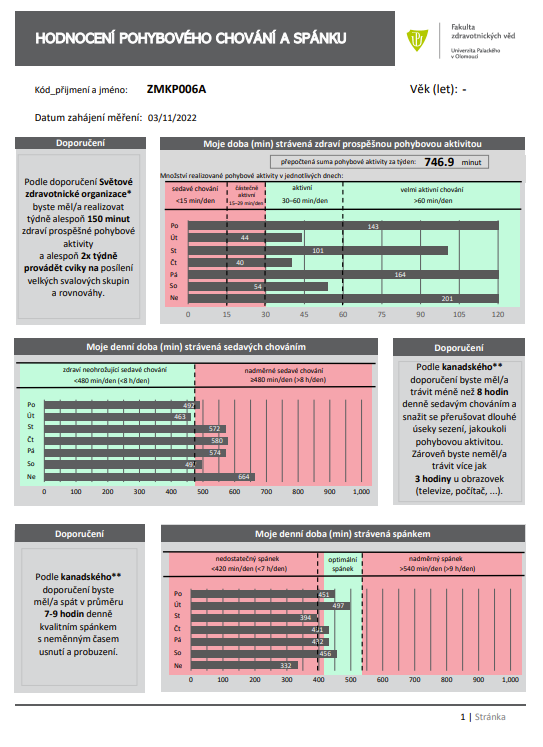 HODNOCENÍ POHYBOVÉHO CHOVÁNÍ A SPÁNKU
Fakulta
zdravotnických věd
Univerzita Palackého
v Olomouci
Kód_přijmení a jméno: ZMKP006A Věk (let): -
Datum zahájení měření: 03/11/2022
Doporučení
Podle doporučení Světové
zdravotnické organizace*
byste měl/a realizovat
týdně alespoň 150 minut
zdraví prospěšné pohybové
aktivity
a alespoň 2x týdně
provádět cviky na posílení
velkých svalových skupin
a rovnováhy.
Moje doba (min) strávená zdraví prospěšnou pohybovou aktivitou
přepočtená suma pohybové aktivity za týden: 746.9 minut
Množství realizované pohybové aktivity v jednotlivých dnech:
sedavé chování
<15 min/den
částečně
aktivní
15–29 min/den
aktivní
30–60 min/den
velmi aktivní chování
>60 min/den
Po 143
Út 44
St 101
Čt 40
Pá 164
So 54
Ne 201
0 15 30 45 60 75 90 105 120
Moje denní doba (min) strávená sedavých chováním
zdraví neohrožující sedavé chování
<480 min/den (<8 h/den)
nadměrné sedavé chování
≥480 min/den (>8 h/den)
Po 492
Út 463
St 572
Čt 580
Pá 574
So
Ne 664
0 100 200 300 400 500 600 700 800 900 1,000
Doporučení
Podle kanadského**
doporučení byste měl/a
trávit méně než 8 hodin
denně sedavým chováním a
snažit se přerušovat dlouhé
úseky sezení, jakoukoli
pohybovou aktivitou.
Zároveň byste neměl/a
trávit více jak
3 hodiny u obrazovek
(televize, počítač, ...).
Doporučení
Podle kanadského**
doporučení byste
měl/a spát v průměru
7-9 hodin denně
kvalitním spánkem
s neměnným časem
usnutí a probuzení.
Moje denní doba (min) strávená spánkem
nedostatečný spánek
<420 min/den (<7 h/den)
optimální
spánek
nadměrný spánek
>540 min/den (>9 h/den)
Po 451
Út 497
St 394
Čt
Pá
So 456
Ne 332
0 100 200 300 400 500 600 700 800 900 1,000
1 | Stránka